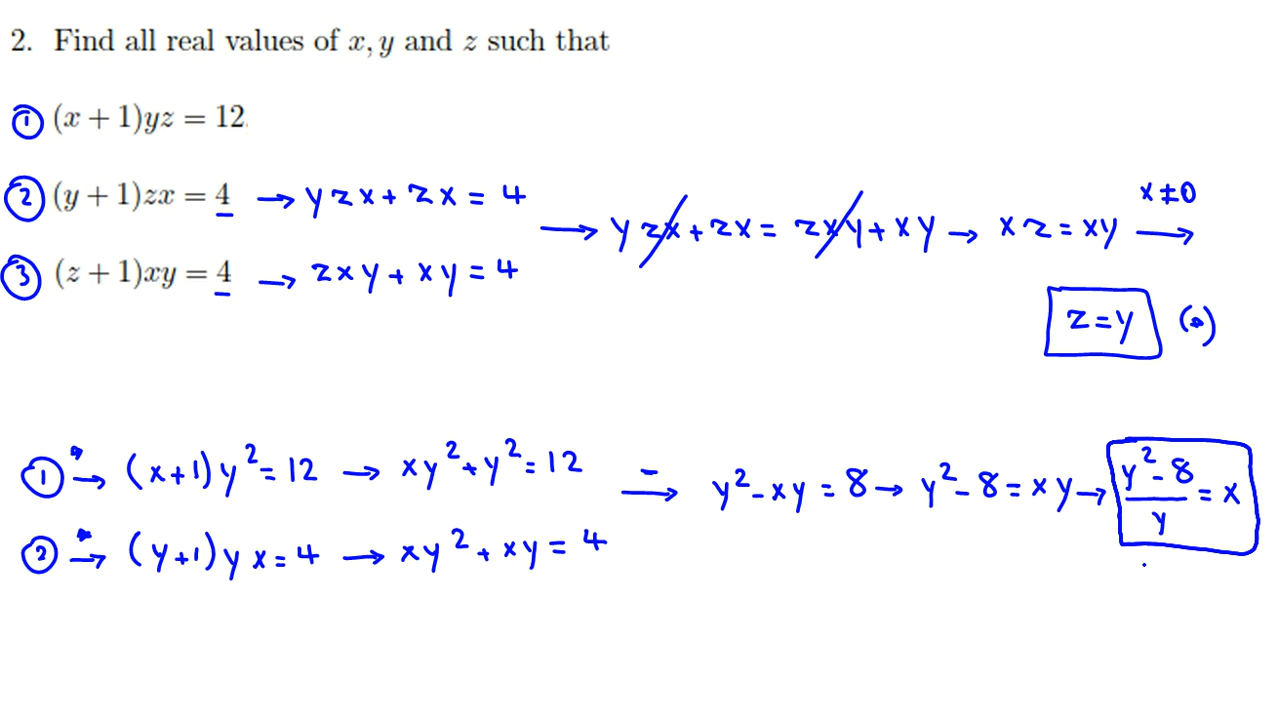 2. Find all real values of x, y and z such that
① (x + 1)yz = 12
② (y + 1)zx = 4 → yzx + zx = 4
→ yzx + zx = zxy + xy → xz = xy x≠0 →
③ (z + 1)xy = 4 → zxy + xy = 4
z = y (*)
① *→ (x+1)y² = 12 → xy² + y² = 12
−→ y² − xy = 8 → y² − 8 = xy → (y² − 8)/y = x
② *→ (y+1)yx = 4 → xy² + xy = 4